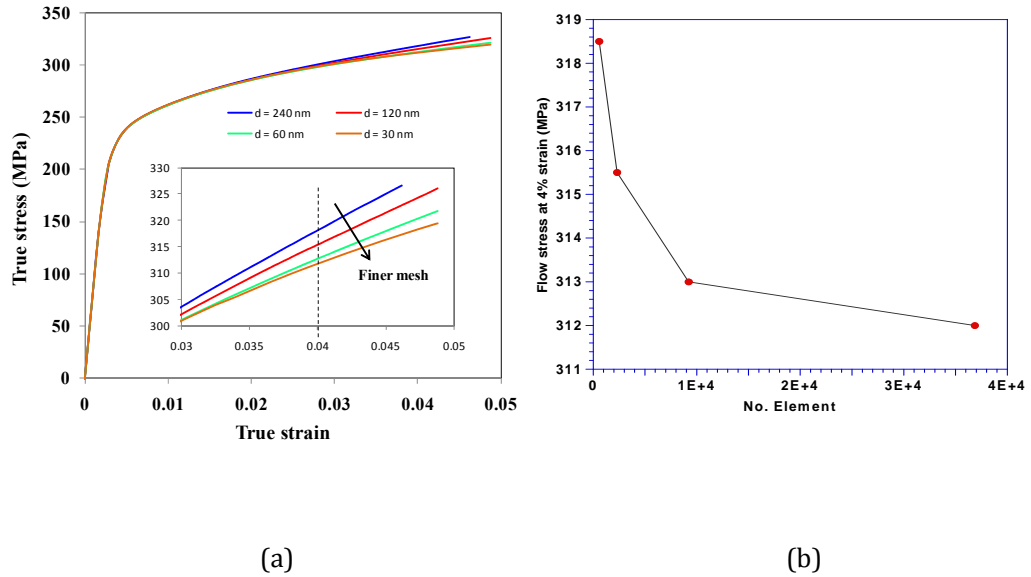 350
300
250
200
150
100
50
0
True stress (MPa)
d = 240 nm
d = 120 nm
d = 60 nm
d = 30 nm
330
325
320
315
310
305
300
Finer mesh
0.03
0.035
0.04
0.045
0.05
0
0.01
0.02
0.03
0.04
0.05
True strain
319
318
317
316
315
314
313
312
311
Flow stress at 4% strain (MPa)
0
1E+4
2E+4
3E+4
4E+4
No. Element
(a)
(b)